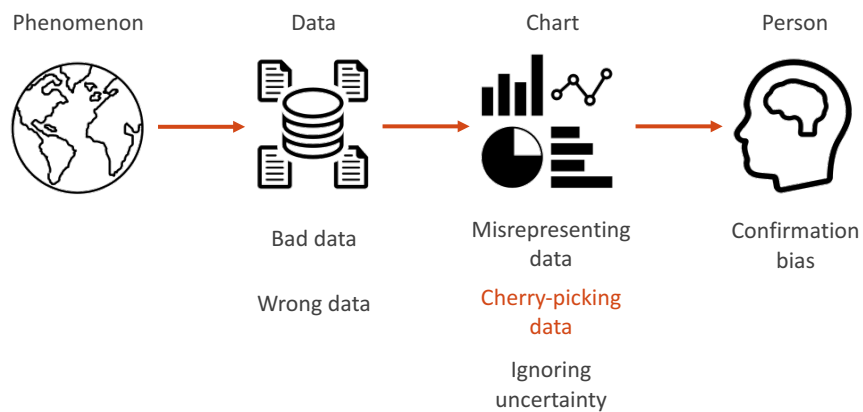 Phenomenon
Data
Chart
Person
Bad data
Wrong data
Misrepresenting
data
Cherry-picking
data
Ignoring
uncertainty
Confirmation
bias